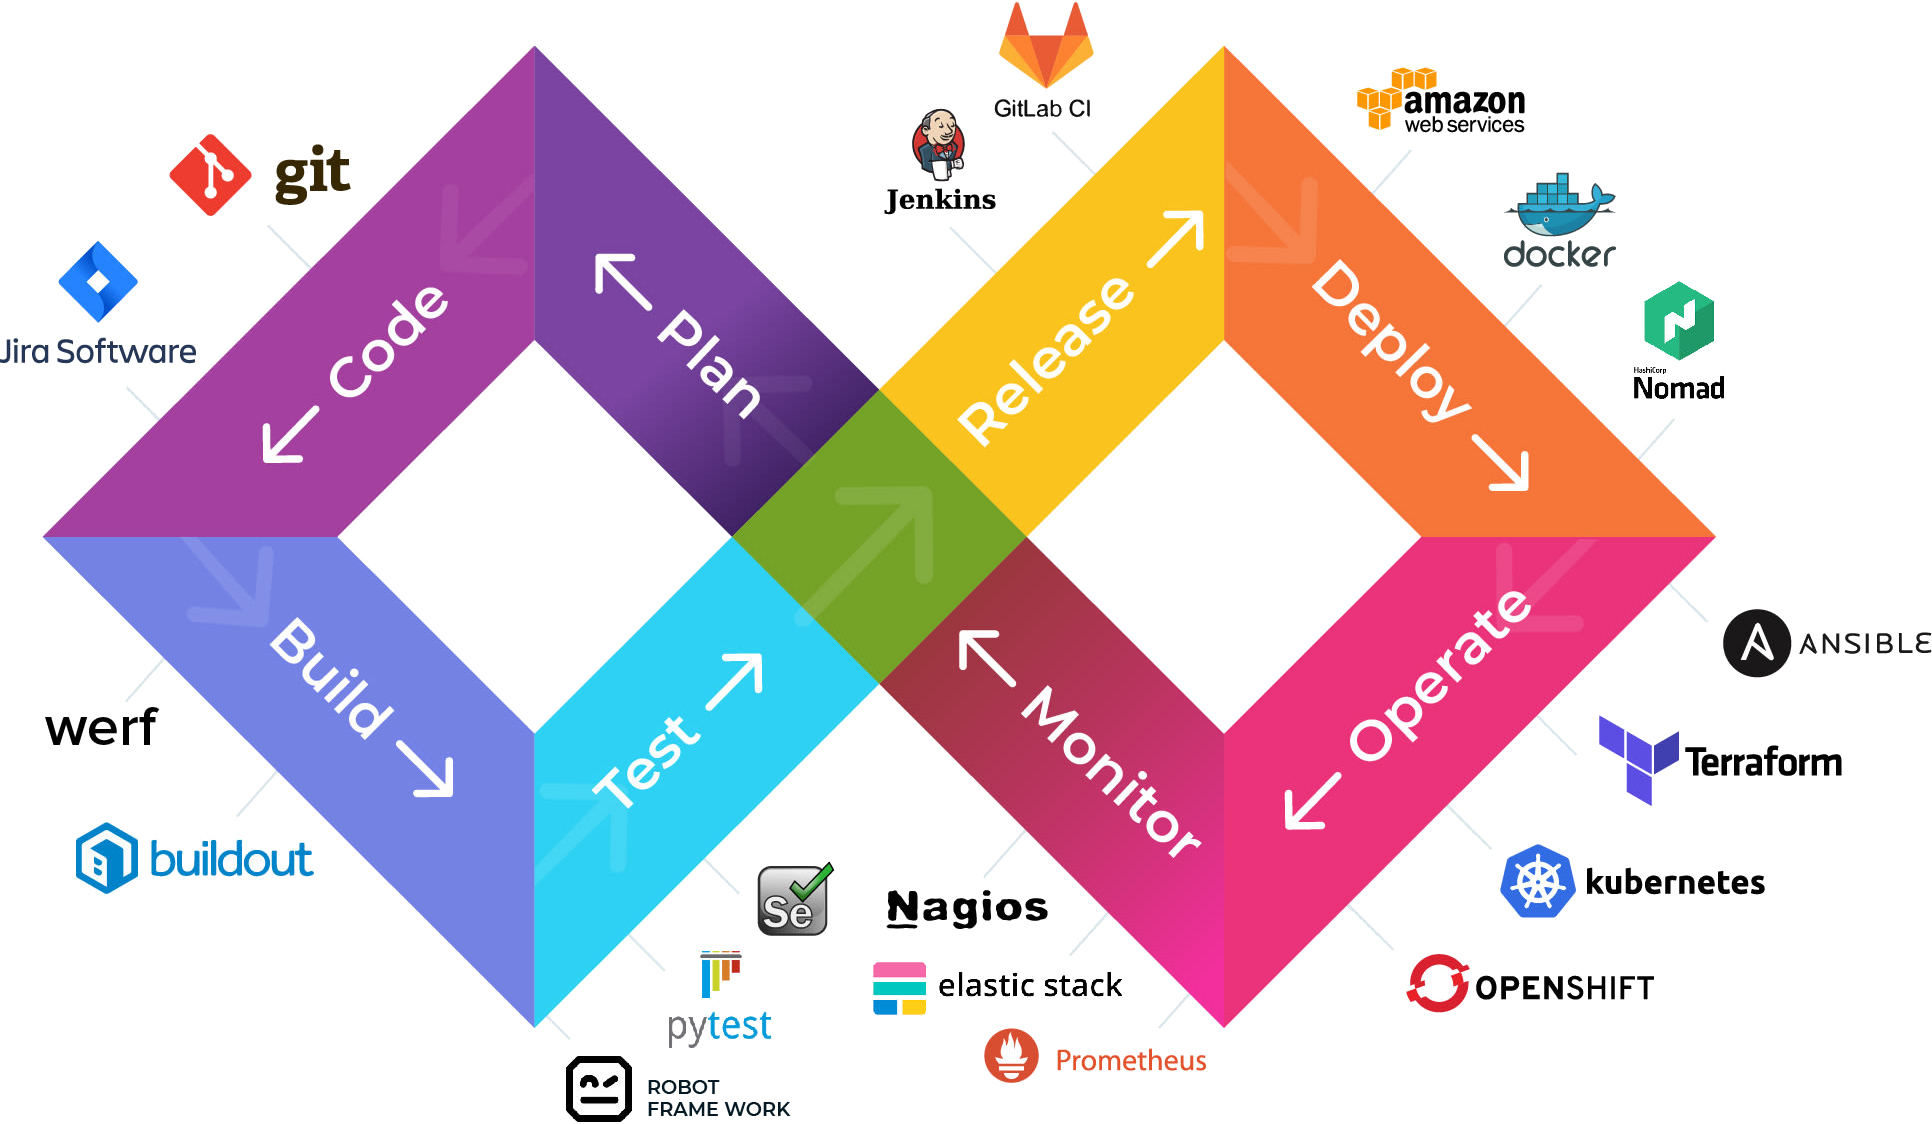 GitLab CI
amazon
web services
Jenkins
git
docker
Jira Software
Code
Plan
Release
Deploy
HashiCorp
Nomad
Build
Test
Monitor
Operate
ANSIBLE
werf
Terraform
buildout
Se
Nagios
kubernetes
elastic stack
OPENSHIFT
pytest
Prometheus
ROBOT
FRAME WORK